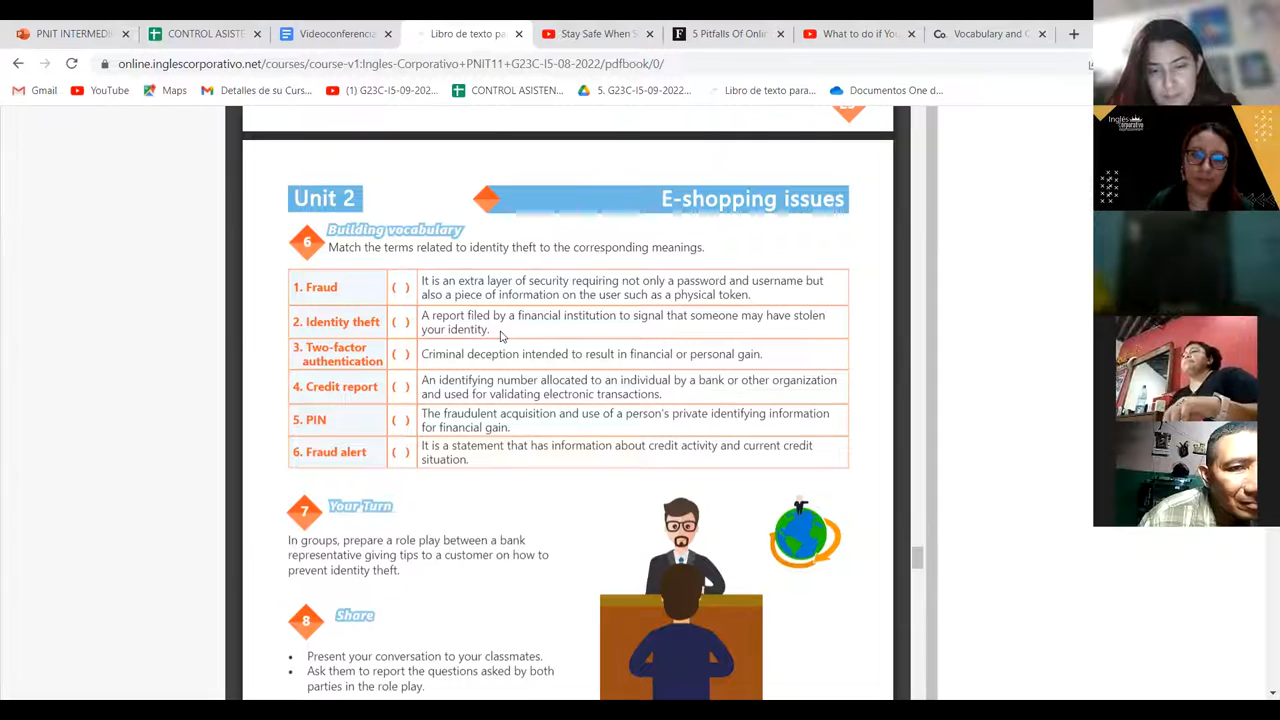 PNIT INTERMEDI
CONTROL ASISTE
Videoconferencia
Libro de texto pa
Stay Safe When S
5 Pitfalls Of Onlin
What to do if You
Co. Vocabulary and C
online.inglescorporativo.net/courses/course-v1:Ingles-Corporativo+PNIT11+G23C-I5-08-2022/pdfbook/0/
Gmail
YouTube
Maps
Detalles de su Curs...
(1) G23C-I5-09-202...
CONTROL ASISTEN...
5. G23C-I5-09-2022...
Libro de texto para...
Documentos One d...
Inglés
Corporativo
Unit 2
E-shopping issues
6
Building vocabulary
Match the terms related to identity theft to the corresponding meanings.
1. Fraud ( ) It is an extra layer of security requiring not only a password and username but
also a piece of information on the user such as a physical token.
2. Identity theft ( ) A report filed by a financial institution to signal that someone may have stolen
your identity.
3. Two-factor
authentication ( ) Criminal deception intended to result in financial or personal gain.
4. Credit report ( ) An identifying number allocated to an individual by a bank or other organization
and used for validating electronic transactions.
5. PIN ( ) The fraudulent acquisition and use of a person's private identifying information
for financial gain.
6. Fraud alert ( ) It is a statement that has information about credit activity and current credit
situation.
7
Your Turn
In groups, prepare a role play between a bank
representative giving tips to a customer on how to
prevent identity theft.
8
Share
• Present your conversation to your classmates.
• Ask them to report the questions asked by both
parties in the role play.